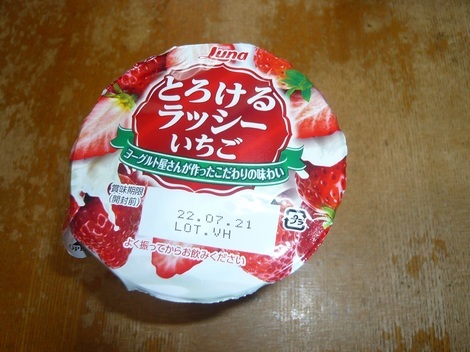 Luna
とろける
ラッシー
いちご
ヨーグルト屋さんが作ったこだわりの味わい
賞味期限
(開封前)
22.07.21
LOT.VH
プラ
よく振ってからお飲みください